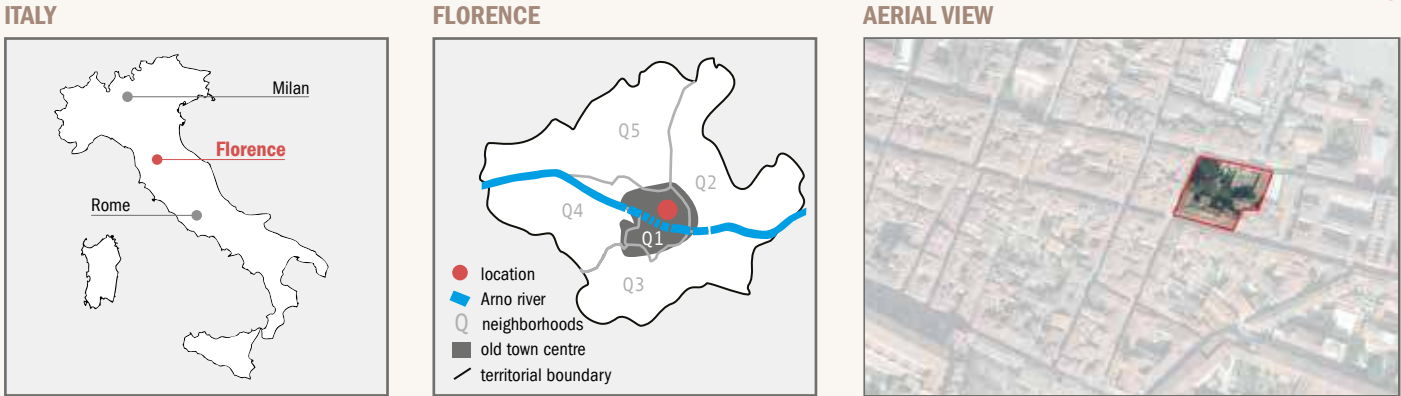 ITALY
Milan
Florence
Rome
FLORENCE
Q5
Q2
Q4
Q1
Q3
location
Arno river
Q neighborhoods
old town centre
territorial boundary
AERIAL VIEW